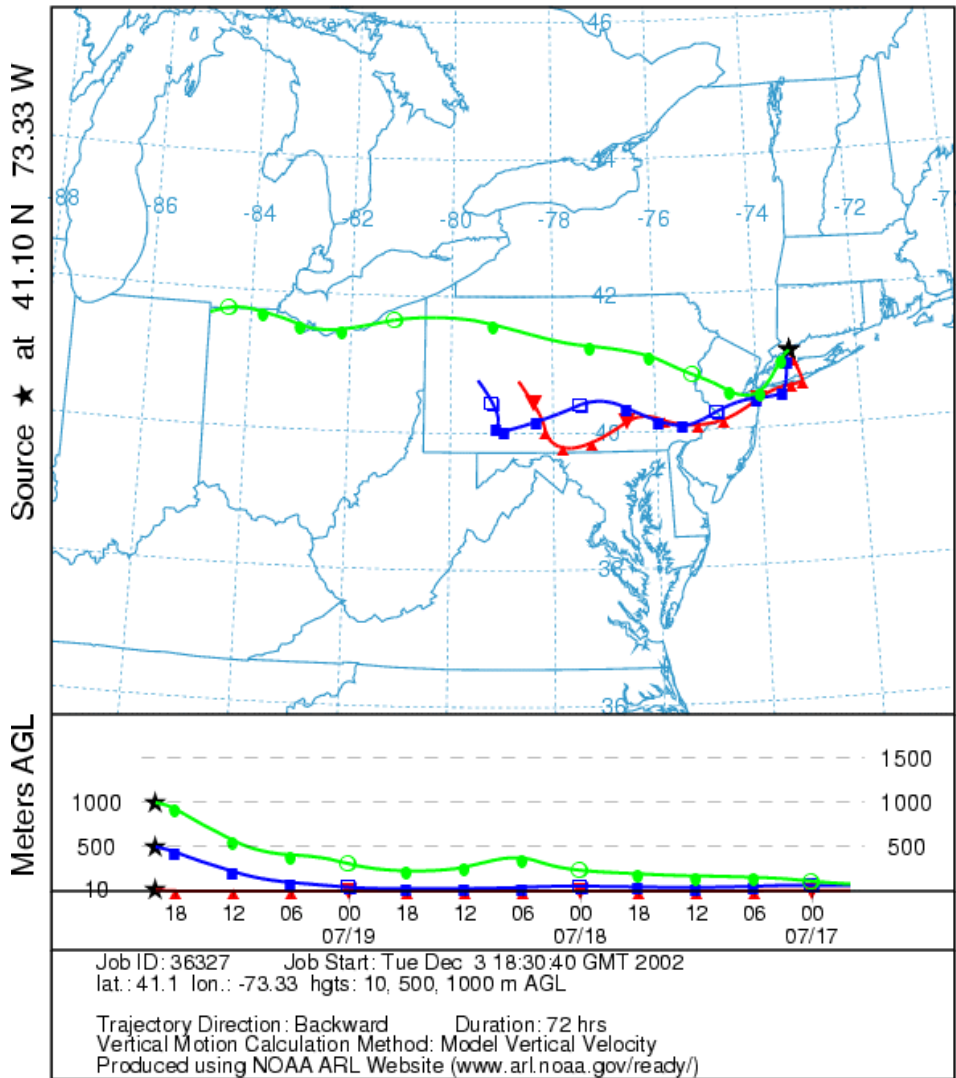 Source ★ at 41.10 N 73.33 W
46
44
-88
-86
-84
-82
-80
-78
-76
-74
-72
-7
42
40
38
36
Meters AGL
1500
1000
1000
500
500
10
18 12 06 00 18 12 06 00 18 12 06 00
07/19 07/18 07/17
Job ID: 36327 Job Start: Tue Dec 3 18:30:40 GMT 2002
lat.: 41.1 lon.: -73.33 hgts: 10, 500, 1000 m AGL
Trajectory Direction: Backward Duration: 72 hrs
Vertical Motion Calculation Method: Model Vertical Velocity
Produced using NOAA ARL Website (www.arl.noaa.gov/ready/)